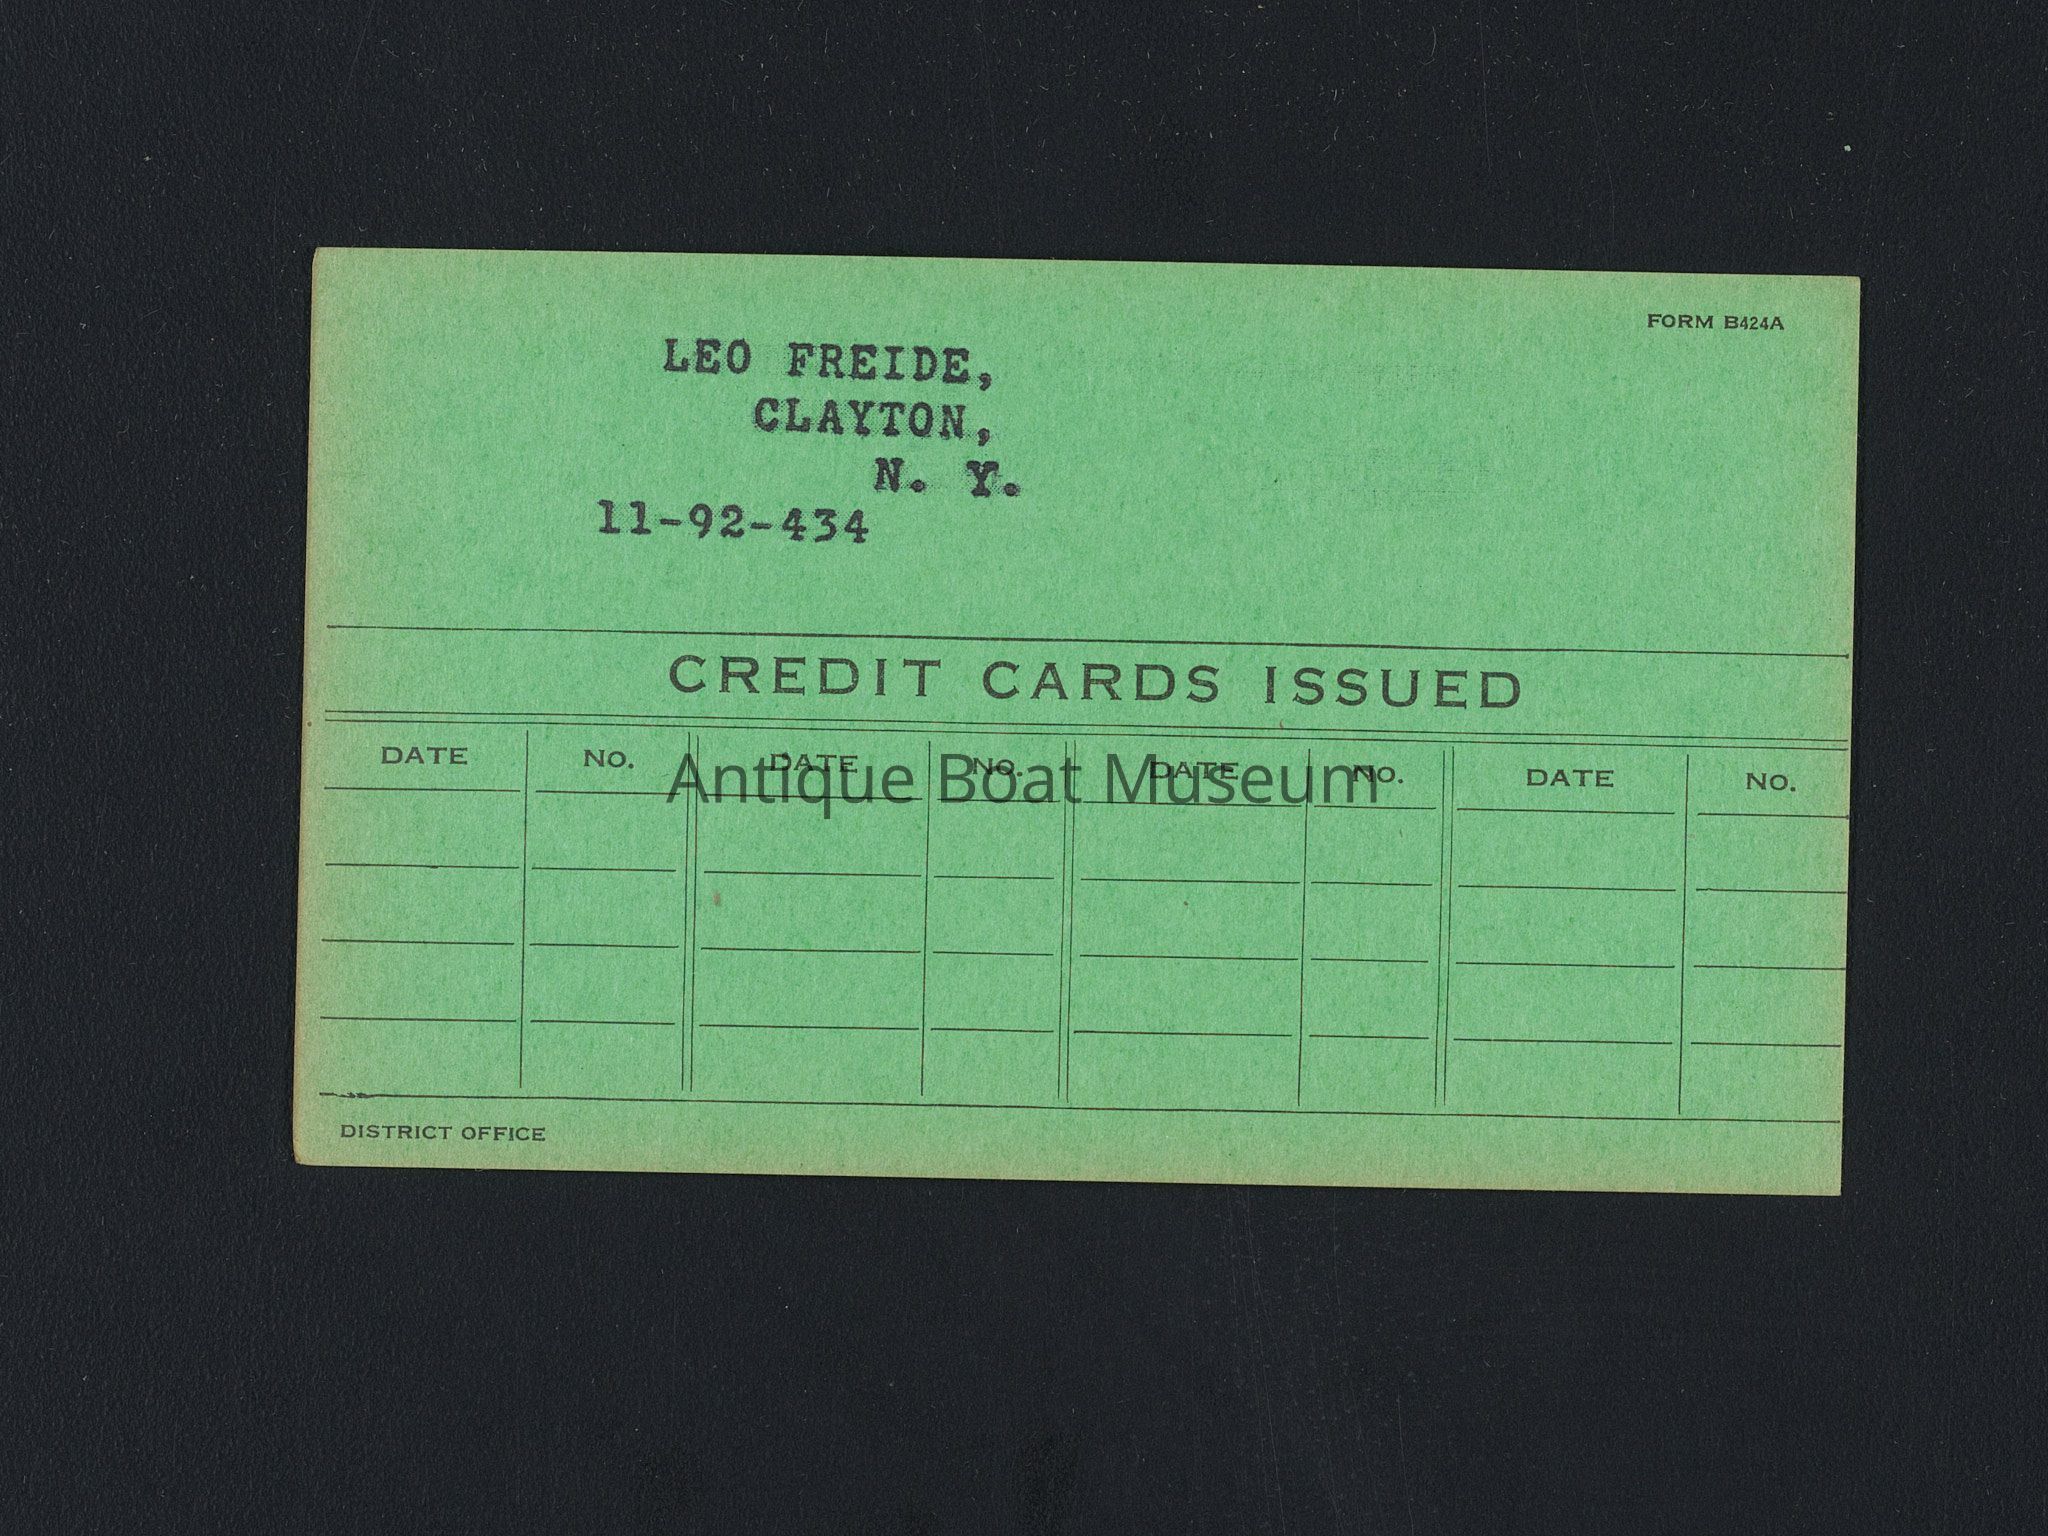 FORM B424A
LEO FREIDE,
CLAYTON,
N. Y.
11-92-434
CREDIT CARDS ISSUED
DATE NO. DATE NO. DATE NO. DATE NO.
Antique Boat Museum
DISTRICT OFFICE